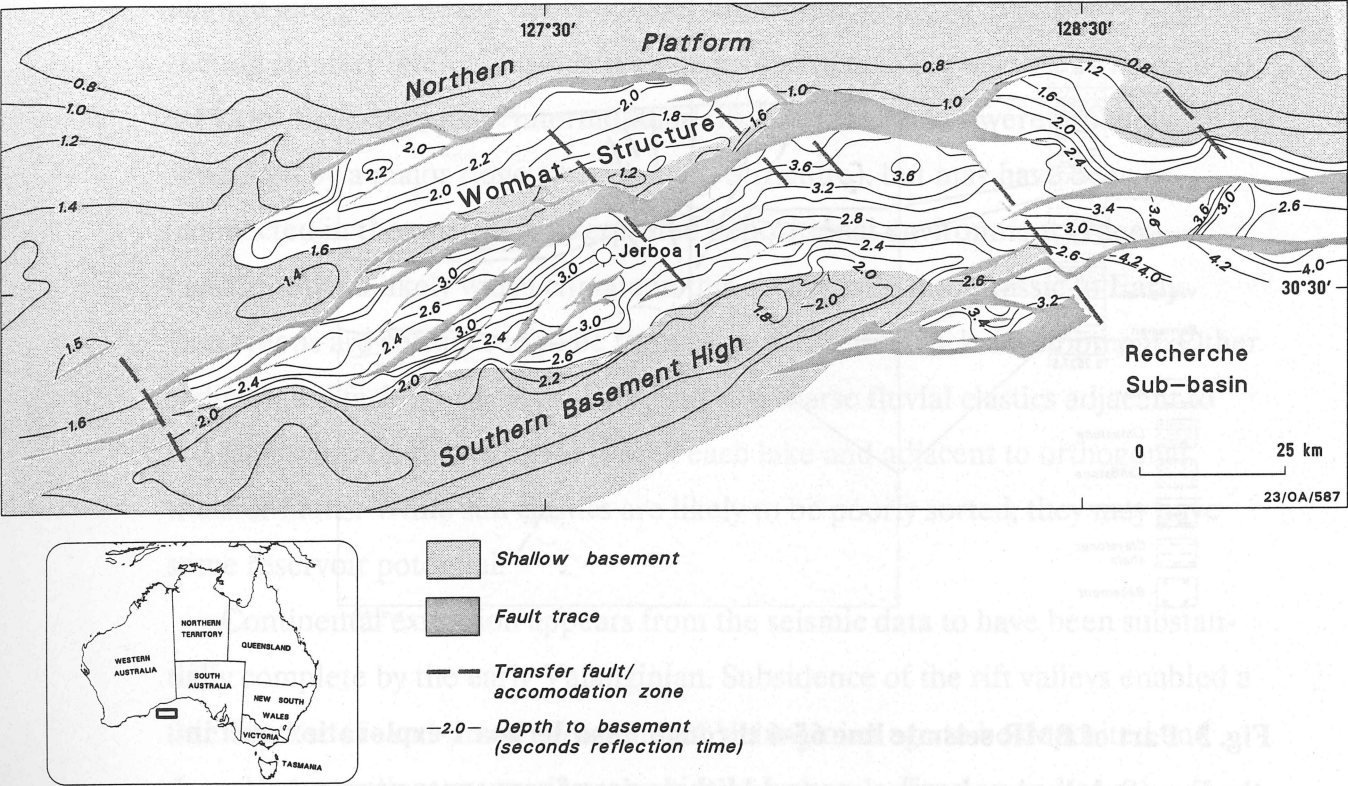 127°30′
128°30′
Platform
Northern
0.8
0.8
0.8
1.2
1.0
1.0
1.0
1.6
2.0
1.8
1.6
1.2
2.0
2.0
2.4
2.2
2.2
Wombat Structure
1.2
3.6
3.6
3.2
2.0
1.4
2.8
3.4
3.6
3.6
3.0
2.6
3.0
1.6
Jerboa 1
2.4
2.6
4.2
4.0
4.2
4.0
1.4
3.0
3.0
2.0
2.6
30°30′
2.6
3.0
3.0
1.8
2.0
3.2
3.4
2.4
2.4
1.5
2.6
2.4
2.0
2.2
1.6
2.0
Southern Basement High
Recherche
Sub-basin
0
25 km
23/OA/587
Shallow basement
Fault trace
Transfer fault/
accomodation zone
2.0 Depth to basement
(seconds reflection time)
NORTHERN
TERRITORY
QUEENSLAND
WESTERN
AUSTRALIA
SOUTH
AUSTRALIA
NEW SOUTH
WALES
VICTORIA
TASMANIA